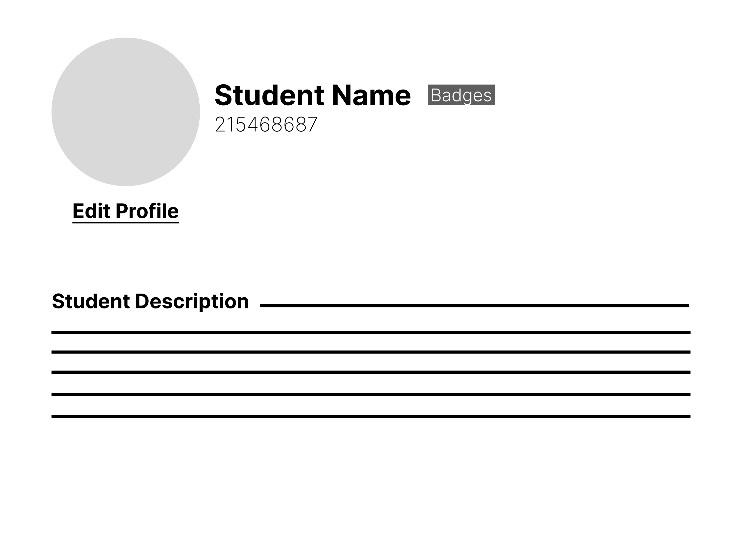 Student Name Badges
215468687
Edit Profile
Student Description